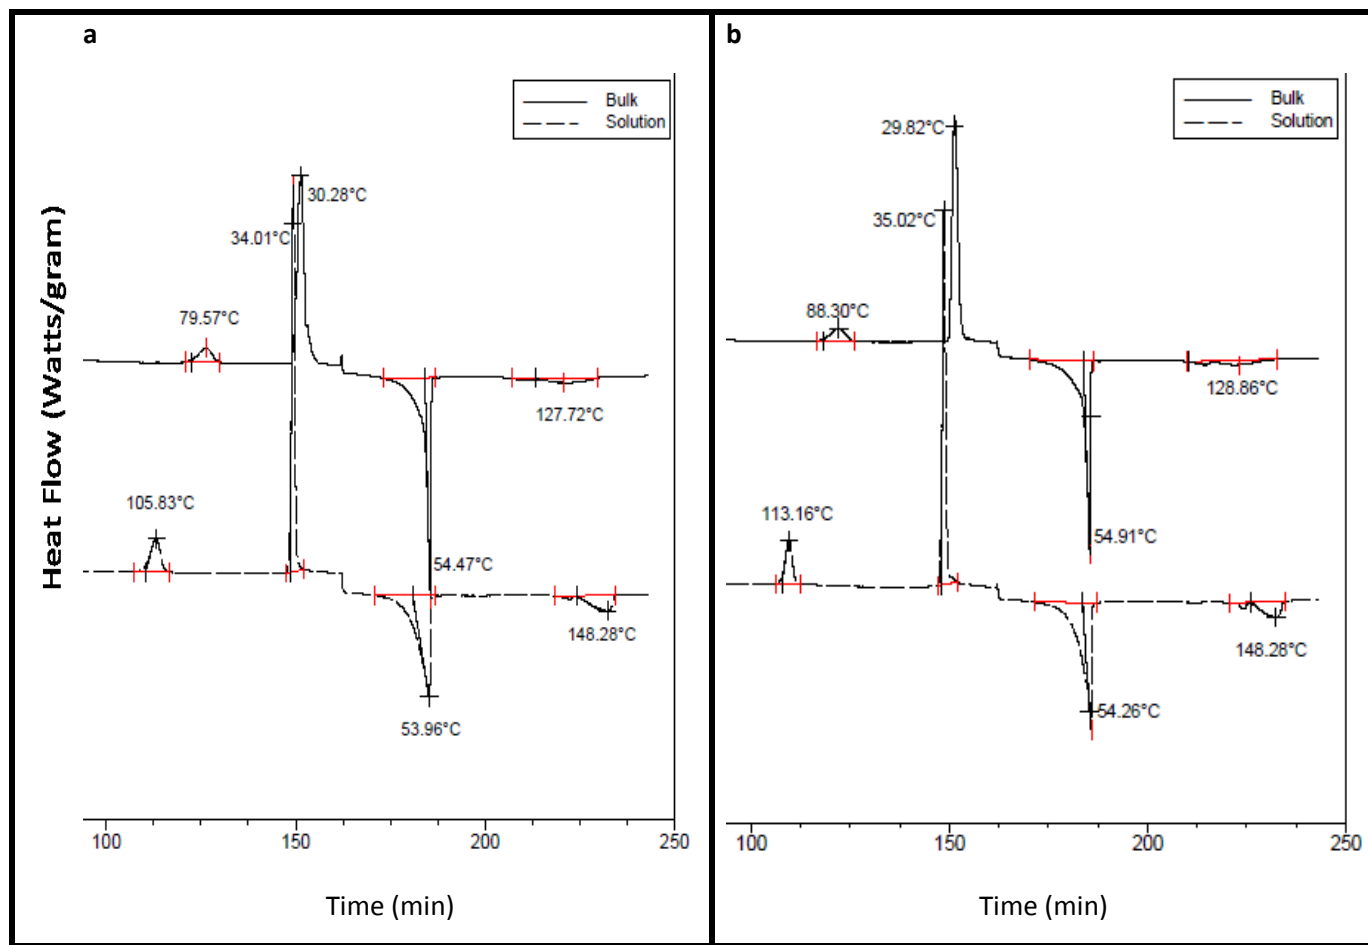 a
Bulk
Solution
30.28°C
34.01°C
79.57°C
127.72°C
105.83°C
54.47°C
148.28°C
53.96°C
Heat Flow (Watts/gram)
100
150
200
250
Time (min)
b
Bulk
Solution
29.82°C
35.02°C
88.30°C
128.86°C
113.16°C
54.91°C
148.28°C
54.26°C
100
150
200
250
Time (min)